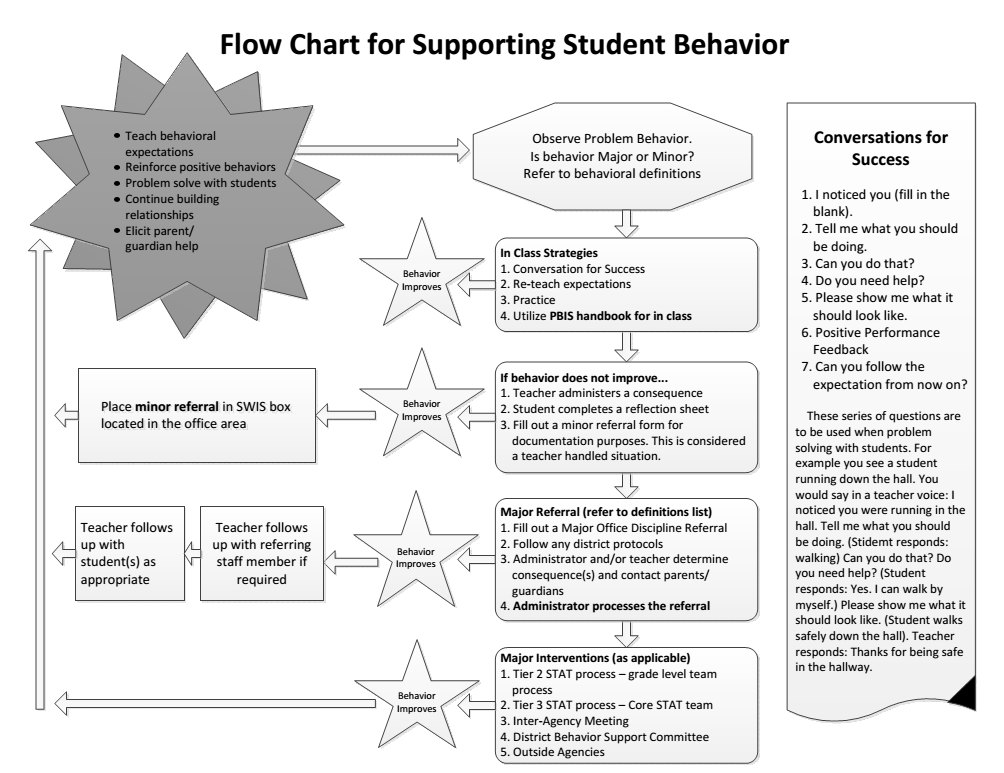 Flow Chart for Supporting Student Behavior
• Teach behavioral
expectations
• Reinforce positive behaviors
• Problem solve with students
• Continue building
relationships
• Elicit parent/
guardian help
Observe Problem Behavior.
Is behavior Major or Minor?
Refer to behavioral definitions
In Class Strategies
1. Conversation for Success
2. Re-teach expectations
3. Practice
4. Utilize PBIS handbook for in class
Behavior
Improves
If behavior does not improve...
1. Teacher administers a consequence
2. Student completes a reflection sheet
3. Fill out a minor referral form for
documentation purposes. This is considered
a teacher handled situation.
Behavior
Improves
Place minor referral in SWIS box
located in the office area
Major Referral (refer to definitions list)
1. Fill out a Major Office Discipline Referral
2. Follow any district protocols
3. Administrator and/or teacher determine
consequence(s) and contact parents/
guardians
4. Administrator processes the referral
Behavior
Improves
Teacher follows
up with referring
staff member if
required
Teacher follows
up with
student(s) as
appropriate
Major Interventions (as applicable)
1. Tier 2 STAT process – grade level team
process
2. Tier 3 STAT process – Core STAT team
3. Inter-Agency Meeting
4. District Behavior Support Committee
5. Outside Agencies
Behavior
Improves
Conversations for
Success
1. I noticed you (fill in the
blank).
2. Tell me what you should
be doing.
3. Can you do that?
4. Do you need help?
5. Please show me what it
should look like.
6. Positive Performance
Feedback
7. Can you follow the
expectation from now on?
These series of questions are
to be used when problem
solving with students. For
example you see a student
running down the hall. You
would say in a teacher voice: I
noticed you were running in the
hall. Tell me what you should
be doing. (Stidemt responds:
walking) Can you do that? Do
you need help? (Student
responds: Yes. I can walk by
myself.) Please show me what it
should look like. (Student walks
safely down the hall). Teacher
responds: Thanks for being safe
in the hallway.